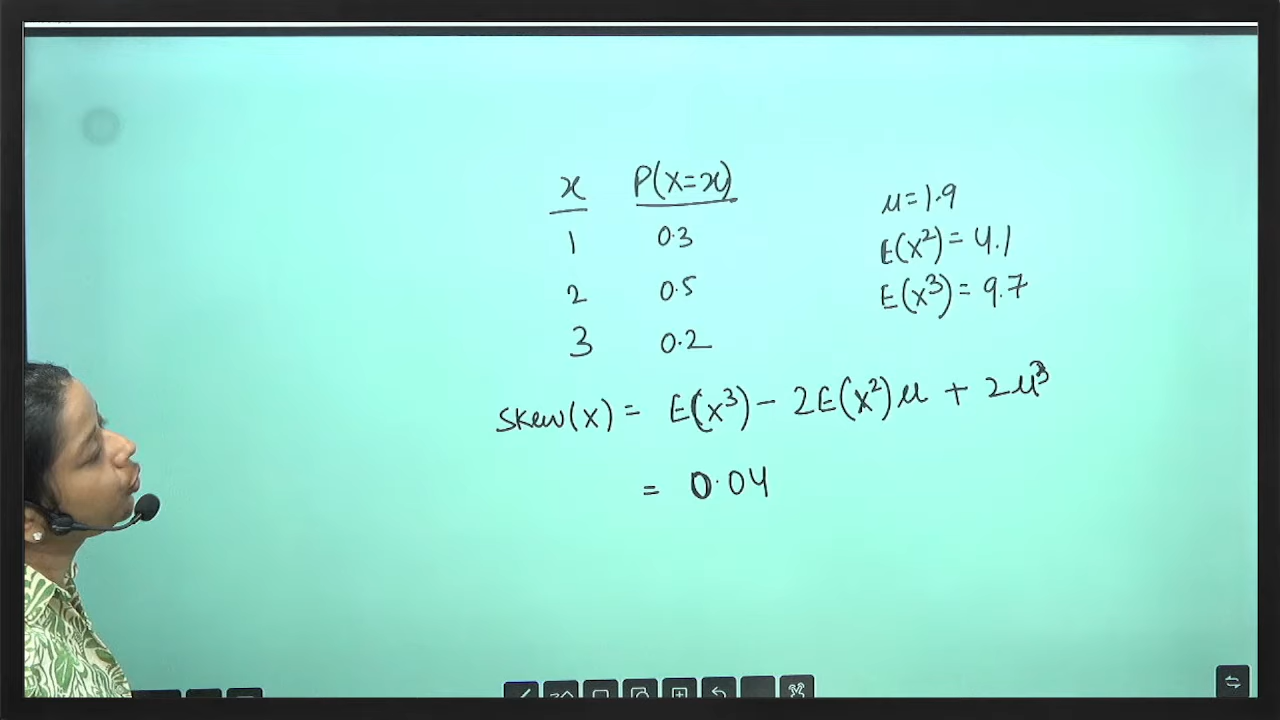 x P(X=x)
1 0.3
2 0.5
3 0.2
μ=1.9
E(X²)= 4.1
E(X³)= 9.7
Skew(X) = E(X³) - 2E(X²)μ + 2μ³
= 0.04